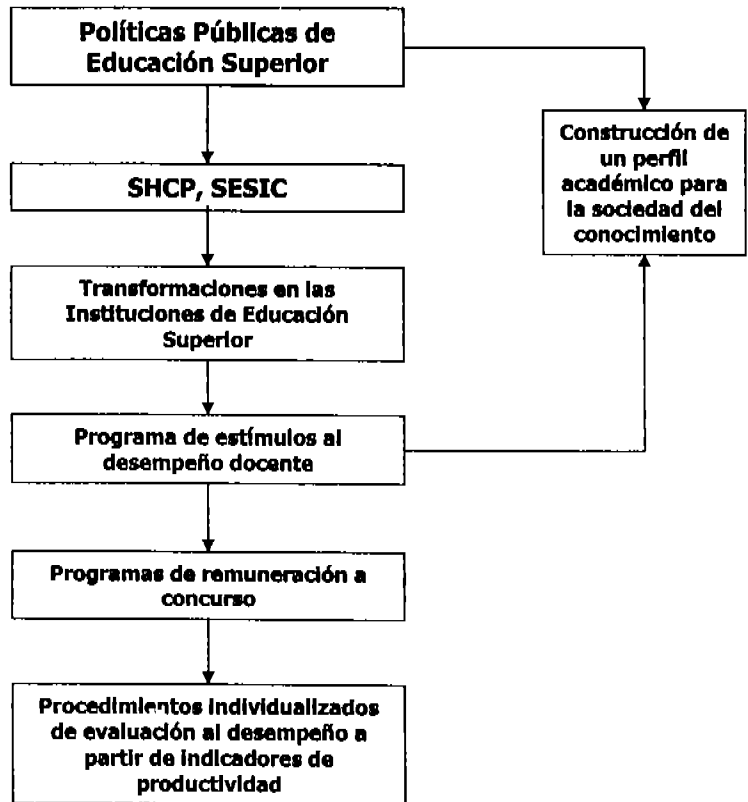 Políticas Públicas de
Educación Superior
Construcción de
un perfil
académico para
la sociedad del
conocimiento
SHCP, SESIC
Transformaciones en las
Instituciones de Educación
Superior
Programa de estímulos al
desempeño docente
Programas de remuneración a
concurso
Procedimientos individualizados
de evaluación al desempeño a
partir de indicadores de
productividad